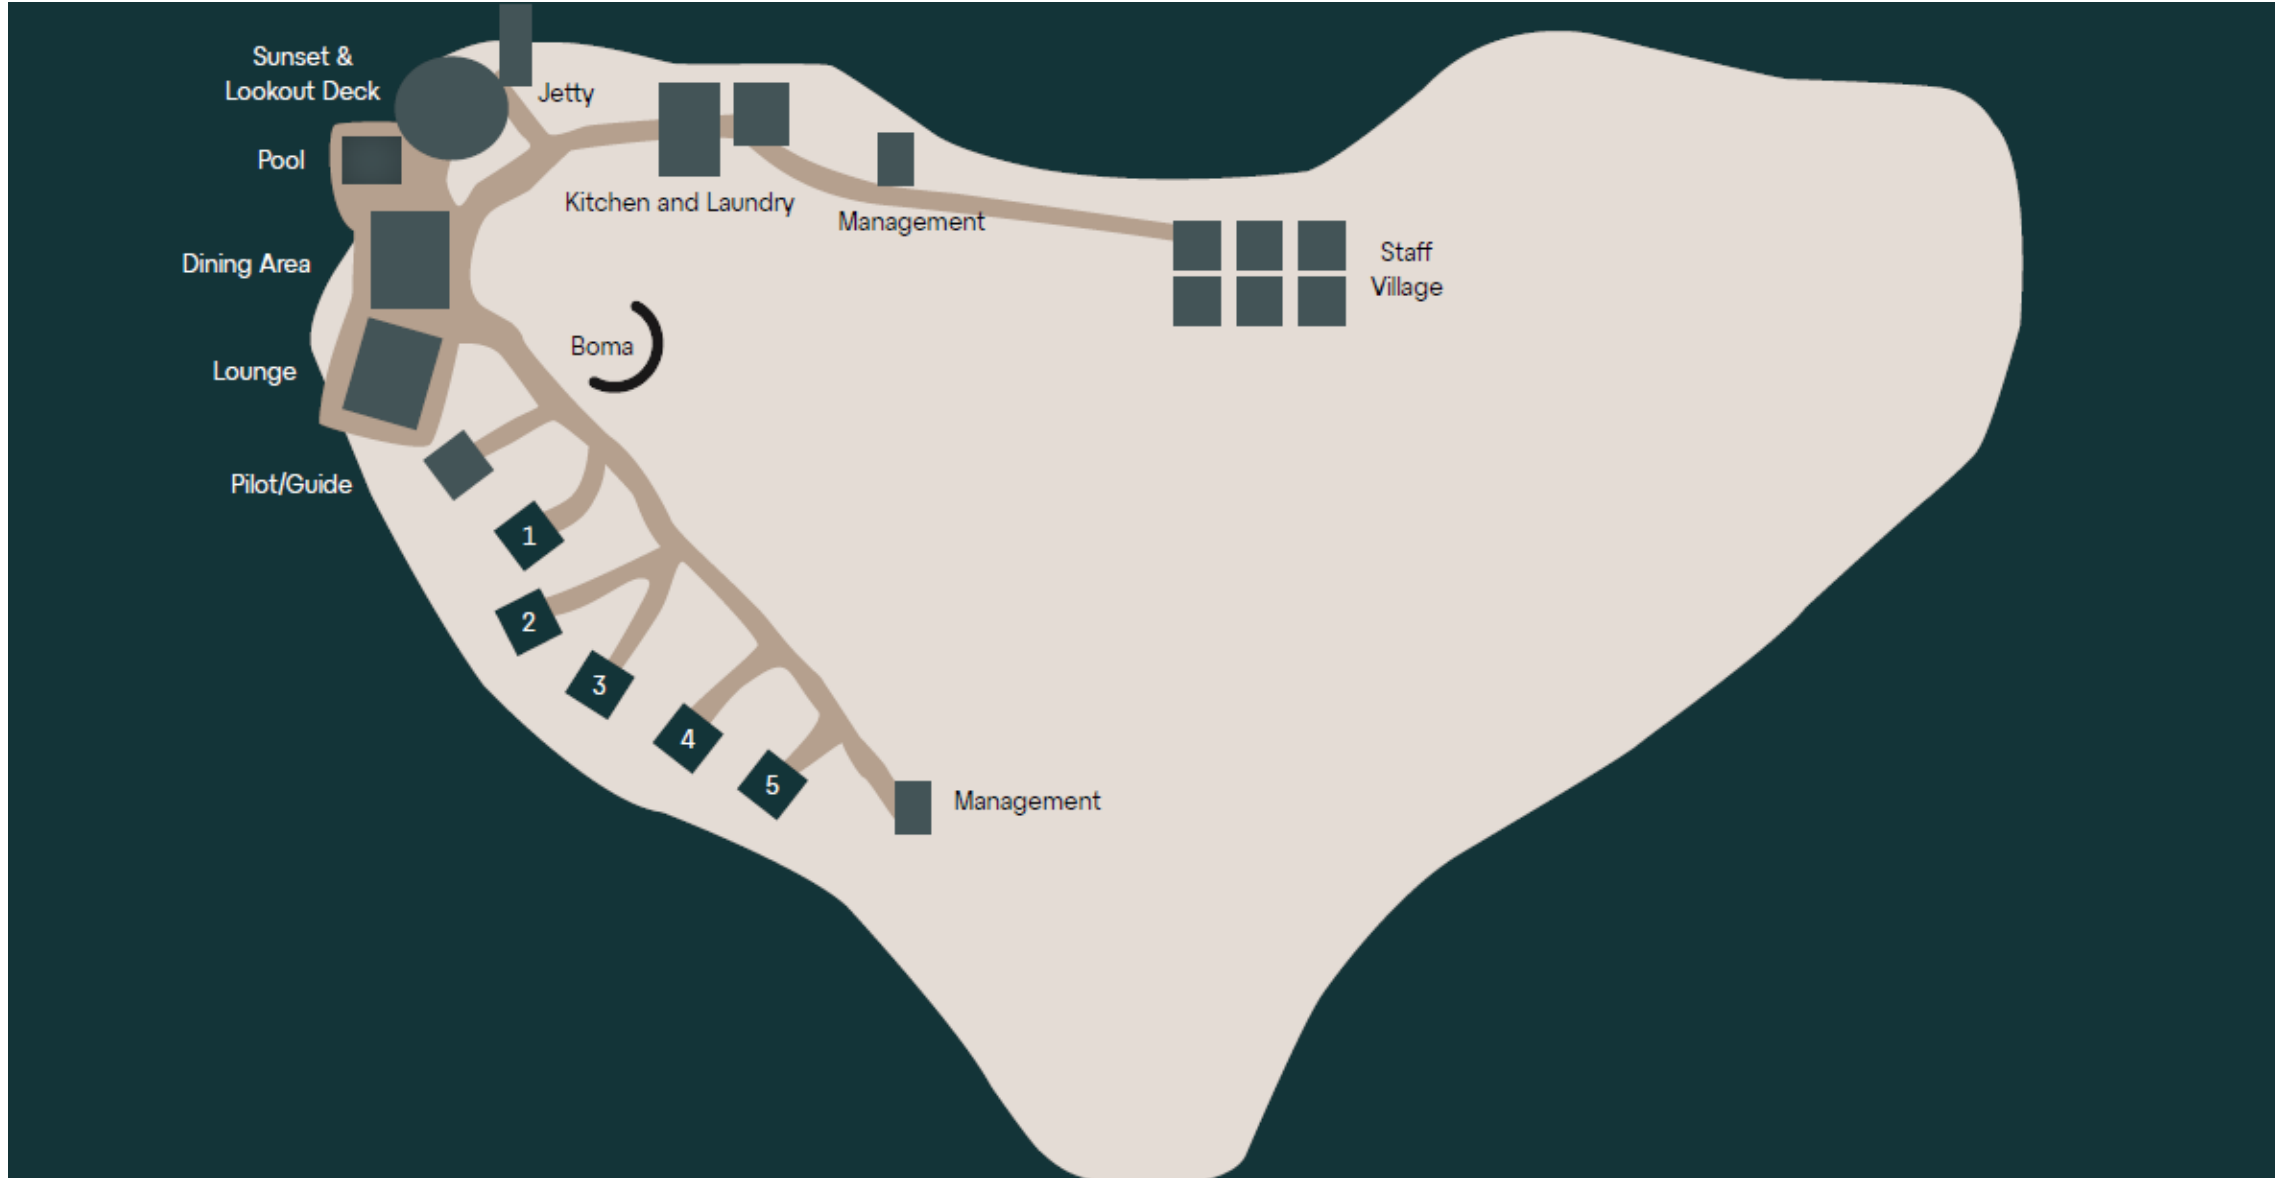 Sunset &
Lookout Deck
Jetty
Pool
Kitchen and Laundry
Management
Dining Area
Staff
Village
Boma
Lounge
Pilot/Guide
1
2
3
4
5
Management